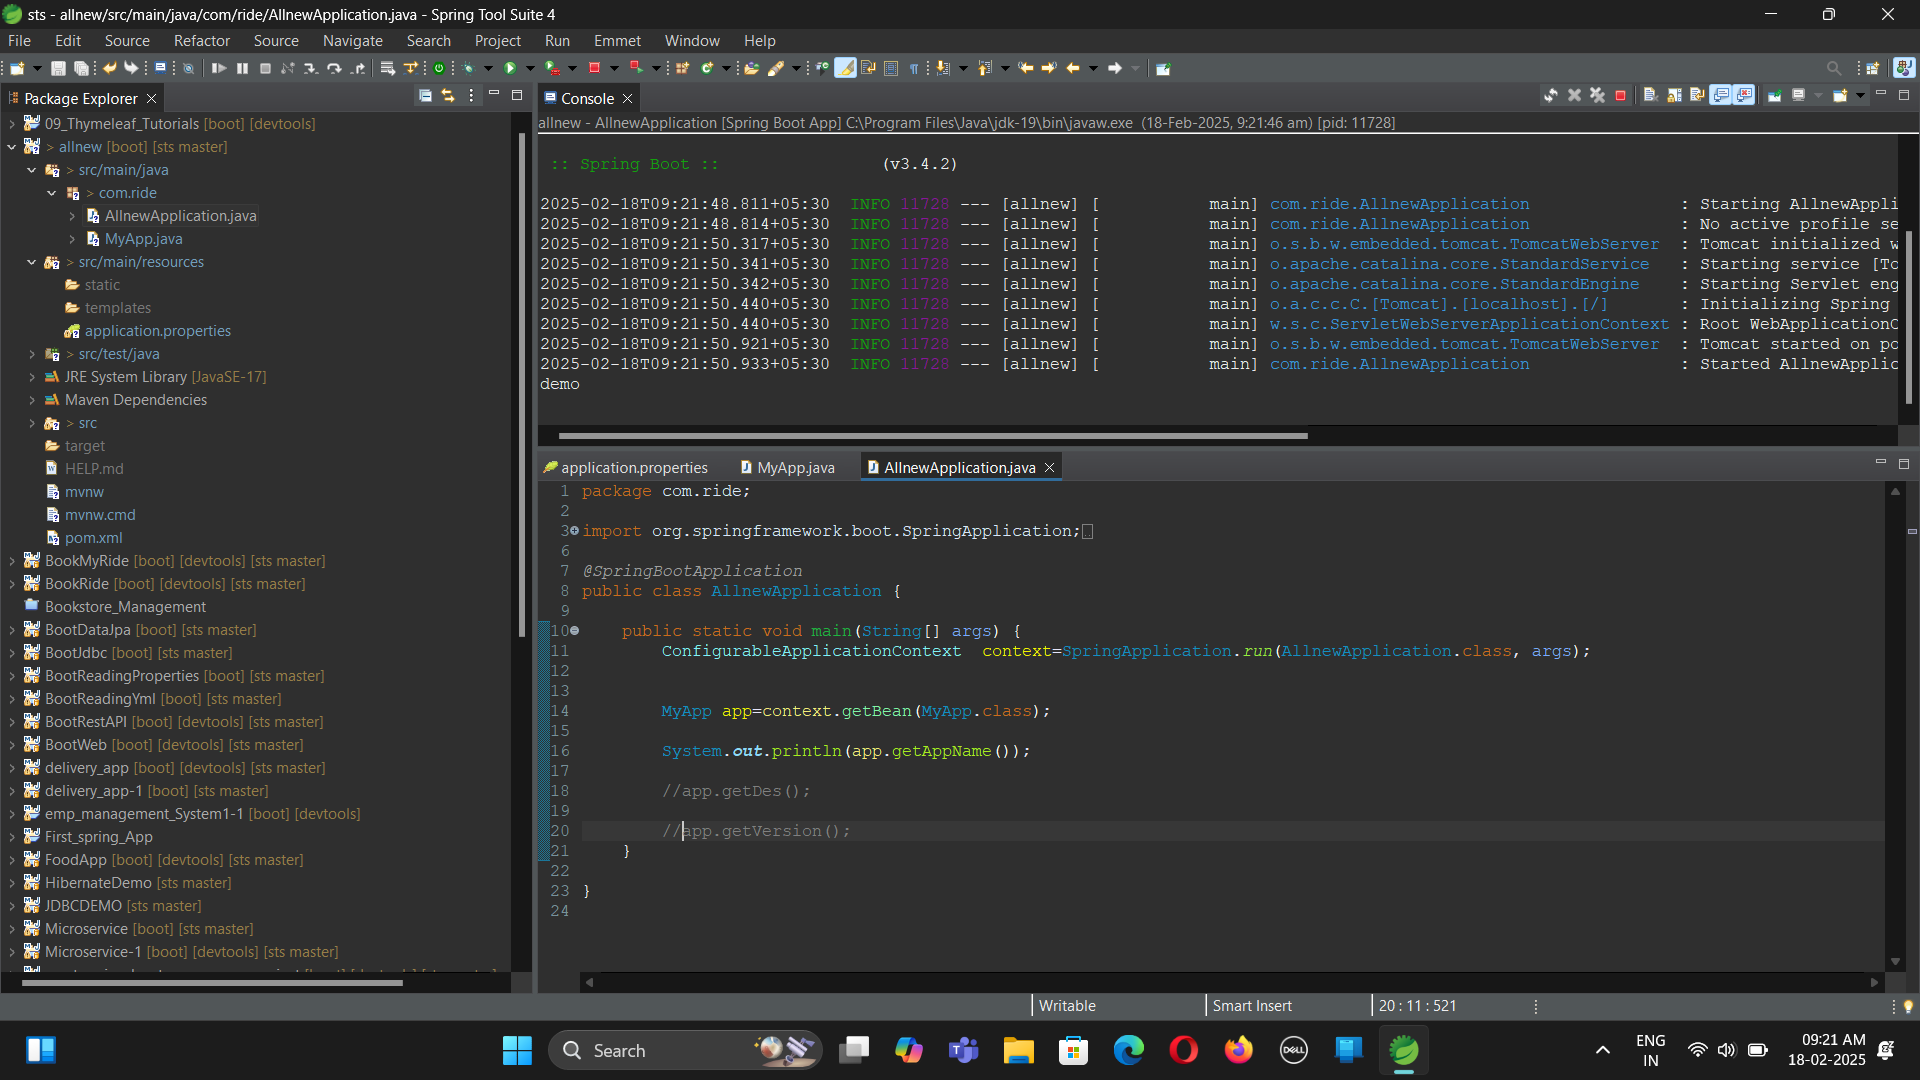 sts - allnew/src/main/java/com/ride/AllnewApplication.java - Spring Tool Suite 4
File Edit Source Refactor Source Navigate Search Project Run Emmet Window Help
Package Explorer
09_Thymeleaf_Tutorials [boot] [devtools]
> allnew [boot] [sts master]
> src/main/java
> com.ride
AllnewApplication.java
MyApp.java
> src/main/resources
static
templates
application.properties
> src/test/java
JRE System Library [JavaSE-17]
Maven Dependencies
> src
target
HELP.md
mvnw
mvnw.cmd
pom.xml
BookMyRide [boot] [devtools] [sts master]
BookRide [boot] [devtools] [sts master]
Bookstore_Management
BootDataJpa [boot] [sts master]
BootJdbc [boot] [sts master]
BootReadingProperties [boot] [sts master]
BootReadingYml [boot] [sts master]
BootRestAPI [boot] [devtools] [sts master]
BootWeb [boot] [devtools] [sts master]
delivery_app [boot] [devtools] [sts master]
delivery_app-1 [boot] [sts master]
emp_management_System1-1 [boot] [devtools]
First_spring_App
FoodApp [boot] [devtools] [sts master]
HibernateDemo [sts master]
JDBCDEMO [sts master]
Microservice [boot] [sts master]
Microservice-1 [boot] [devtools] [sts master]
Console
allnew - AllnewApplication [Spring Boot App] C:\Program Files\Java\jdk-19\bin\javaw.exe (18-Feb-2025, 9:21:46 am) [pid: 11728]
:: Spring Boot :: (v3.4.2)
2025-02-18T09:21:48.811+05:30 INFO 11728 --- [allnew] [ main] com.ride.AllnewApplication : Starting AllnewAppli
2025-02-18T09:21:48.814+05:30 INFO 11728 --- [allnew] [ main] com.ride.AllnewApplication : No active profile se
2025-02-18T09:21:50.317+05:30 INFO 11728 --- [allnew] [ main] o.s.b.w.embedded.tomcat.TomcatWebServer : Tomcat initialized w
2025-02-18T09:21:50.341+05:30 INFO 11728 --- [allnew] [ main] o.apache.catalina.core.StandardService : Starting service [To
2025-02-18T09:21:50.342+05:30 INFO 11728 --- [allnew] [ main] o.apache.catalina.core.StandardEngine : Starting Servlet eng
2025-02-18T09:21:50.440+05:30 INFO 11728 --- [allnew] [ main] o.a.c.c.C.[Tomcat].[localhost].[/] : Initializing Spring
2025-02-18T09:21:50.440+05:30 INFO 11728 --- [allnew] [ main] w.s.c.ServletWebServerApplicationContext : Root WebApplicationC
2025-02-18T09:21:50.921+05:30 INFO 11728 --- [allnew] [ main] o.s.b.w.embedded.tomcat.TomcatWebServer : Tomcat started on po
2025-02-18T09:21:50.933+05:30 INFO 11728 --- [allnew] [ main] com.ride.AllnewApplication : Started AllnewApplic
demo
application.properties MyApp.java AllnewApplication.java
1 package com.ride;
2
3 import org.springframework.boot.SpringApplication;
6
7 @SpringBootApplication
8 public class AllnewApplication {
9
10 public static void main(String[] args) {
11 ConfigurableApplicationContext context=SpringApplication.run(AllnewApplication.class, args);
12
13
14 MyApp app=context.getBean(MyApp.class);
15
16 System.out.println(app.getAppName());
17
18 //app.getDes();
19
20 //app.getVersion();
21 }
22
23 }
24
Writable Smart Insert 20 : 11 : 521
Search
DELL
ENG
IN
09:21 AM
18-02-2025